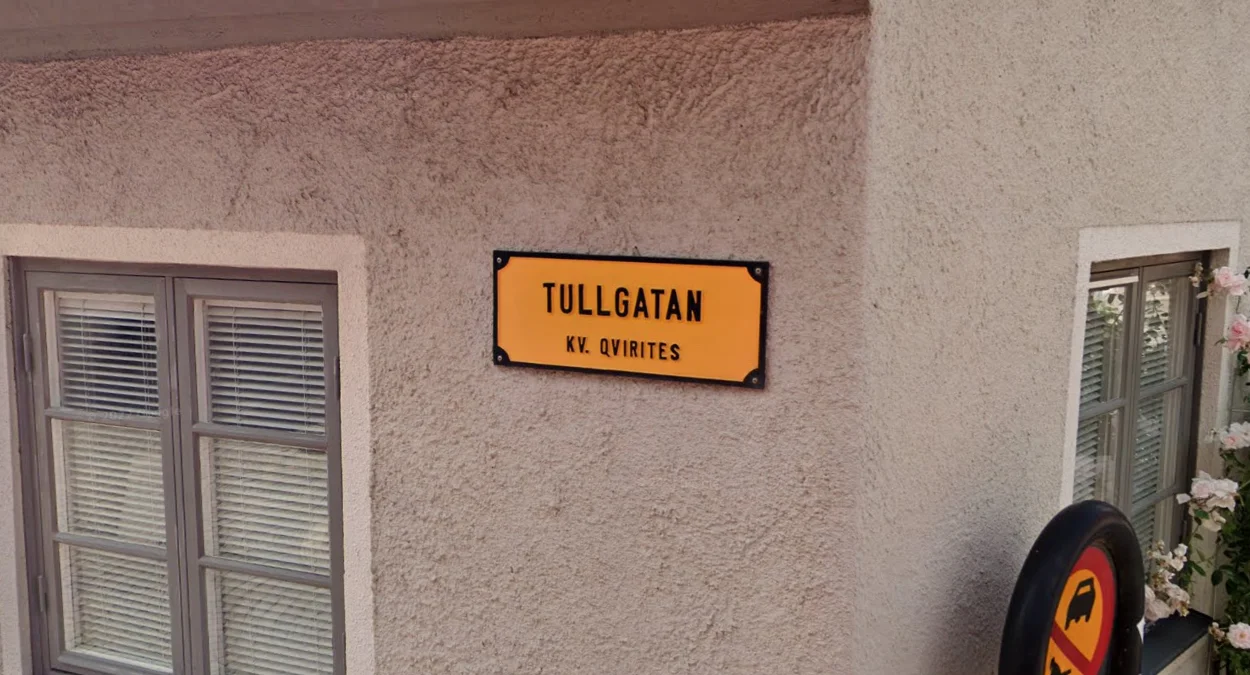 TULLGATAN
KV. QVIRITES